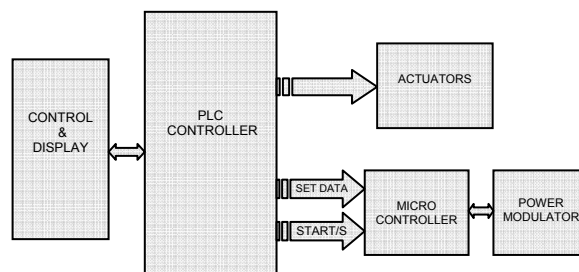 CONTROL
&
DISPLAY
PLC
CONTROLLER
ACTUATORS
SET DATA
START/S
MICRO
CONTROLLER
POWER
MODULATOR